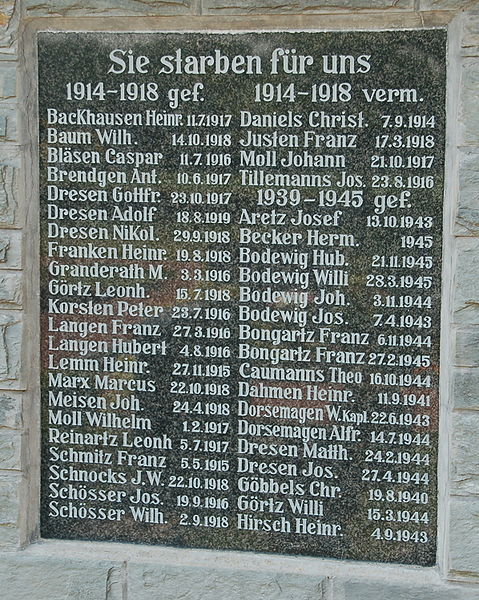 Sie starben für uns
1914-1918 gef.
Backhausen Heinr. 11.7.1917
Baum Wilh. 14.10.1918
Bläsen Caspar 11.7.1916
Brendgen Ant. 10.6.1917
Dresen Gottfr. 23.10.1917
Dresen Adolf 18.8.1919
Dresen Nikol. 29.9.1918
Franken Heinr. 19.8.1918
Granderath M. 3.3.1916
Görtz Leonh. 15.7.1918
Korsten Peter 23.7.1916
Langen Franz 27.3.1916
Langen Hubert 4.8.1916
Lemm Heinr. 27.11.1915
Marx Marcus 22.10.1918
Meisen Joh. 24.4.1918
Moll Wilhelm 1.2.1917
Reinartz Leonh 5.7.1917
Schmitz Franz 5.5.1915
Schnocks J.W. 22.10.1918
Schösser Jos. 19.9.1916
Schösser Wilh. 2.9.1918
1914-1918 verm.
Daniels Christ. 7.9.1914
Justen Franz 17.3.1918
Moll Johann 21.10.1917
Tillemanns Jos. 23.8.1916
1939-1945 gef.
Aretz Josef 13.10.1943
Becker Herm. 1945
Bodewig Hub. 21.11.1945
Bodewig Willi 28.3.1945
Bodewig Joh. 3.11.1944
Bodewig Jos. 7.4.1943
Bongartz Franz 6.11.1944
Bongartz Franz 27.2.1945
Caumanns Theo 16.10.1944
Dahmen Heinr. 11.9.1941
Dorsemagen W. Kapl. 22.6.1943
Dorsemagen Alfr. 14.7.1944
Dresen Matth. 24.2.1944
Dresen Jos. 27.4.1944
Göbbels Chr. 19.8.1940
Görtz Willi 15.3.1944
Hirsch Heinr. 4.9.1943